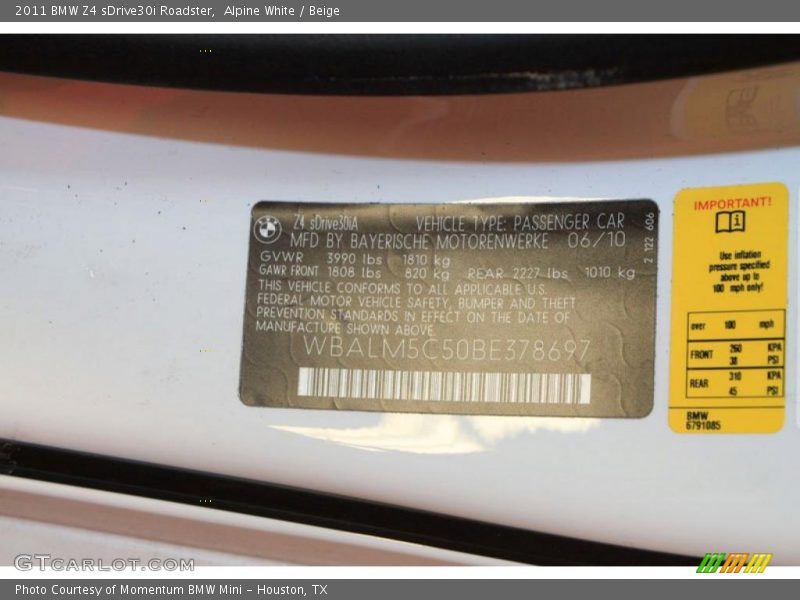 2011 BMW Z4 sDrive30i Roadster,  Alpine White / Beige
Z4 sDrive30iA VEHICLE TYPE: PASSENGER CAR
MFD BY BAYERISCHE MOTORENWERKE 06/10
GVWR 3990 lbs 1810 kg
GAWR FRONT 1808 lbs 820 kg REAR 2227 lbs 1010 kg
THIS VEHICLE CONFORMS TO ALL APPLICABLE U.S.
FEDERAL MOTOR VEHICLE SAFETY, BUMPER AND THEFT
PREVENTION STANDARDS IN EFFECT ON THE DATE OF
MANUFACTURE SHOWN ABOVE
WBALM5C50BE378697
2 122 606
IMPORTANT!
Use inflation
pressure specified
above up to
100 mph only!
over 100 mph
FRONT 260 KPA
38 PSI
REAR 310 KPA
45 PSI
BMW
6791085
GTCARLOT.COM
Photo Courtesy of Momentum BMW Mini - Houston, TX